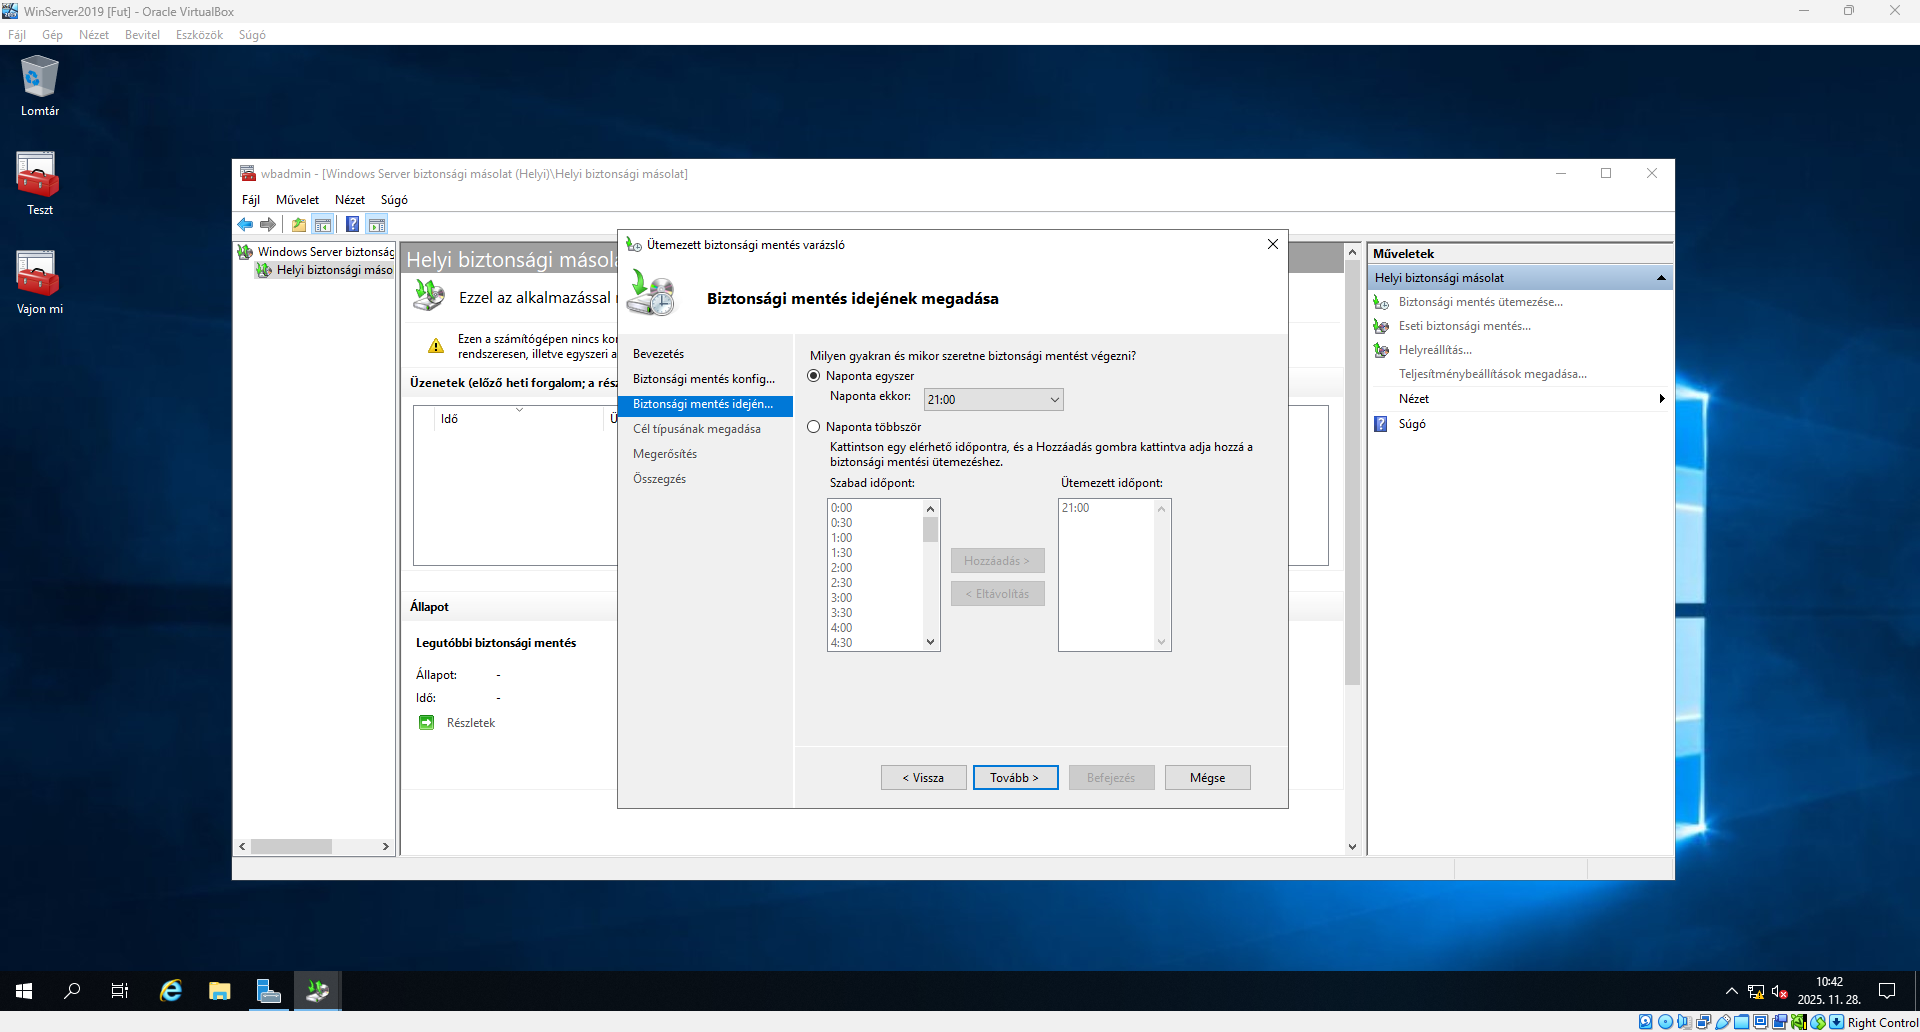 WinServer2019 [Fut] - Oracle VirtualBox
Fájl Gép Nézet Bevitel Eszközök Súgó
Lomtár
Teszt
Vajon mi
wbadmin - [Windows Server biztonsági másolat (Helyi)\Helyi biztonsági másolat]
Fájl Művelet Nézet Súgó
Windows Server biztonság
Helyi biztonsági máso
Helyi biztonsági másola
Ezzel az alkalmazással
Ezen a számítógépen nincs kor
rendszeresen, illetve egyszeri a
Üzenetek (előző heti forgalom; a rész
Idő
Ü
Állapot
Legutóbbi biztonsági mentés
Állapot: -
Idő: -
Részletek
Ütemezett biztonsági mentés varázsló
Biztonsági mentés idejének megadása
Bevezetés
Biztonsági mentés konfig...
Biztonsági mentés idején...
Cél típusának megadása
Megerősítés
Összegzés
Milyen gyakran és mikor szeretne biztonsági mentést végezni?
Naponta egyszer
Naponta ekkor: 21:00
Naponta többször
Kattintson egy elérhető időpontra, és a Hozzáadás gombra kattintva adja hozzá a
biztonsági mentési ütemezéshez.
Szabad időpont:
0:00
0:30
1:00
1:30
2:00
2:30
3:00
3:30
4:00
4:30
Hozzáadás >
< Eltávolítás
Ütemezett időpont:
21:00
< Vissza
Tovább >
Befejezés
Mégse
Műveletek
Helyi biztonsági másolat
Biztonsági mentés ütemezése...
Eseti biztonsági mentés...
Helyreállítás...
Teljesítménybeállítások megadása...
Nézet
Súgó
10:42
2025. 11. 28.
Right Control